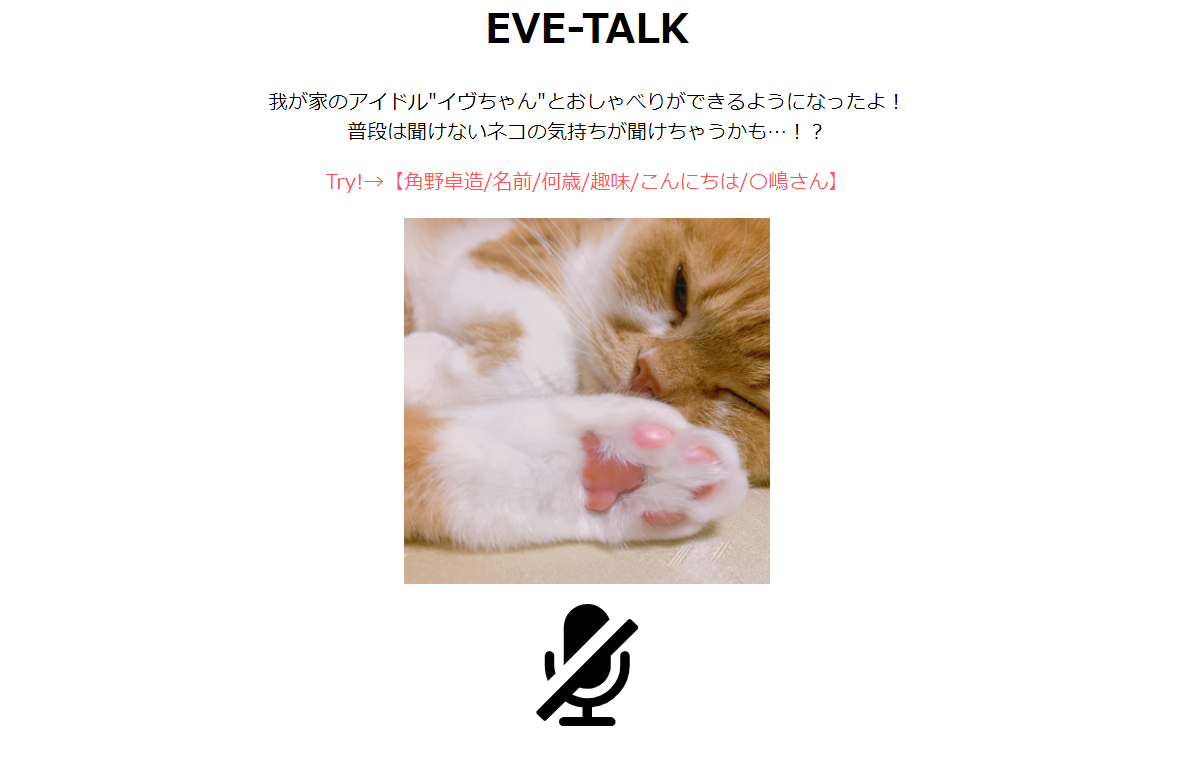 EVE-TALK
我が家のアイドル"イヴちゃん"とおしゃべりができるようになったよ！
普段は聞けないネコの気持ちが聞けちゃうかも…！？
Try!→【角野卓造/名前/何歳/趣味/こんにちは/〇嶋さん】